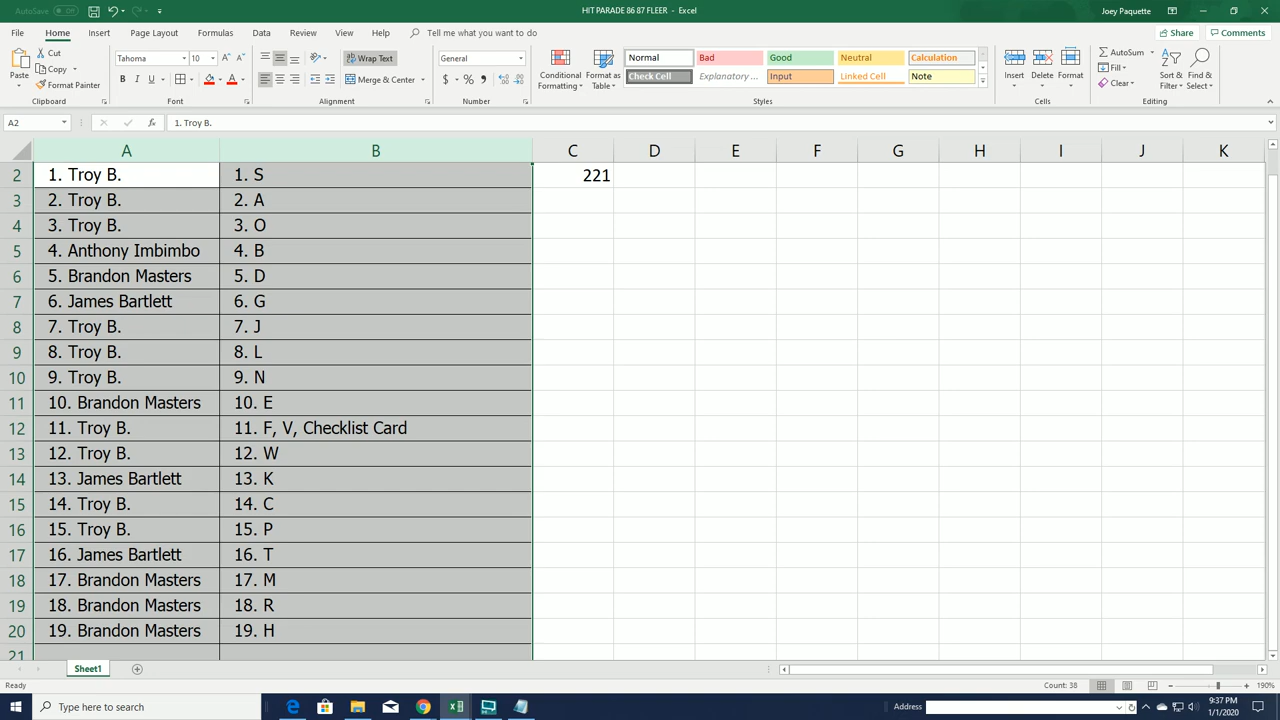 AutoSave Off HIT PARADE 86 87 FLEER - Excel Joey Paquette
File Home Insert Page Layout Formulas Data Review View Help Tell me what you want to do Share Comments
Paste Cut Copy Format Painter Clipboard
Tahoma 10 B I U A Font
Wrap Text Merge & Center Alignment
General $ % , Number
Conditional Formatting Format as Table
Normal Bad Good Neutral Calculation
Check Cell Explanatory ... Input Linked Cell Note
Styles
Insert Delete Format Cells
AutoSum Fill Clear Sort & Filter Find & Select Editing
A2 fx 1. Troy B.
A B C D E F G H I J K
2 1. Troy B. 1. S 221
3 2. Troy B. 2. A
4 3. Troy B. 3. O
5 4. Anthony Imbimbo 4. B
6 5. Brandon Masters 5. D
7 6. James Bartlett 6. G
8 7. Troy B. 7. J
9 8. Troy B. 8. L
10 9. Troy B. 9. N
11 10. Brandon Masters 10. E
12 11. Troy B. 11. F, V, Checklist Card
13 12. Troy B. 12. W
14 13. James Bartlett 13. K
15 14. Troy B. 14. C
16 15. Troy B. 15. P
17 16. James Bartlett 16. T
18 17. Brandon Masters 17. M
19 18. Brandon Masters 18. R
20 19. Brandon Masters 19. H
21
Sheet1
Ready Count: 38 190%
Type here to search Address 9:37 PM
1/1/2020